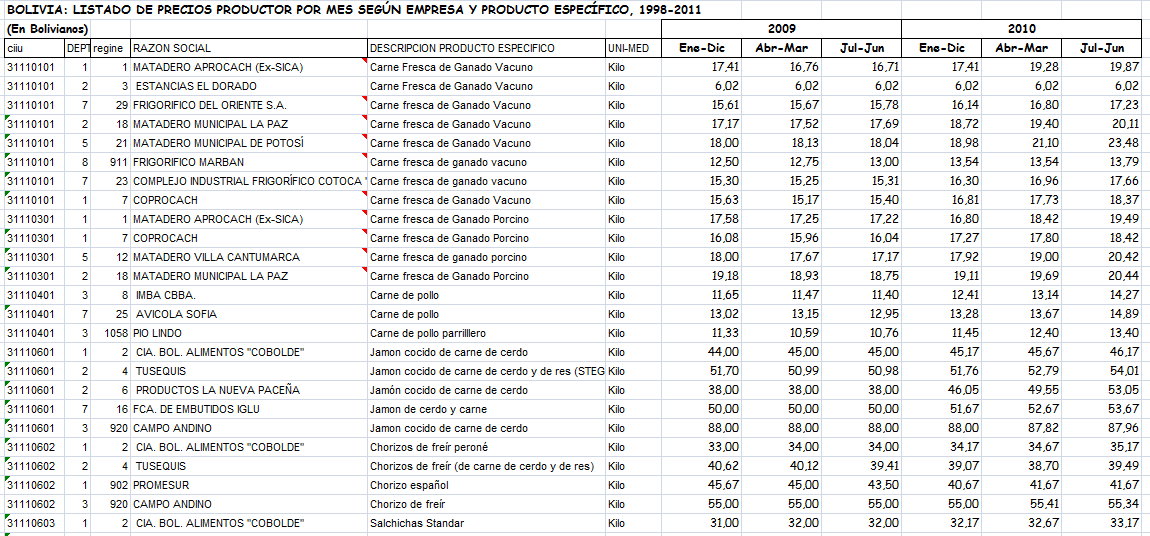 BOLIVIA: LISTADO DE PRECIOS PRODUCTOR POR MES SEGÚN EMPRESA Y PRODUCTO ESPECÍFICO, 1998-2011
(En Bolivianos) 2009 2010
ciiu DEPT regine RAZON SOCIAL DESCRIPCION PRODUCTO ESPECIFICO UNI-MED Ene-Dic Abr-Mar Jul-Jun Ene-Dic Abr-Mar Jul-Jun
31110101 1 1 MATADERO APROCACH (Ex-SICA) Carne Fresca de Ganado Vacuno Kilo 17,41 16,76 16,71 17,41 19,28 19,87
31110101 2 3 ESTANCIAS EL DORADO Carne Fresca de Ganado Vacuno Kilo 6,02 6,02 6,02 6,02 6,02 6,02
31110101 7 29 FRIGORIFICO DEL ORIENTE S.A. Carne fresca de Ganado Vacuno Kilo 15,61 15,67 15,78 16,14 16,80 17,23
31110101 2 18 MATADERO MUNICIPAL LA PAZ Carne fresca de Ganado Vacuno Kilo 17,17 17,52 17,69 18,72 19,40 20,11
31110101 5 21 MATADERO MUNICIPAL DE POTOSÍ Carne fresca de Ganado Vacuno Kilo 18,00 18,13 18,04 18,98 21,10 23,48
31110101 8 911 FRIGORIFICO MARBAN Carne fresca de ganado vacuno Kilo 12,50 12,75 13,00 13,54 13,54 13,79
31110101 7 23 COMPLEJO INDUSTRIAL FRIGORÍFICO COTOCA " Carne fresca de ganado vacuno Kilo 15,30 15,25 15,31 16,30 16,96 17,66
31110101 1 7 COPROCACH Carne fresca de Ganado Vacuno Kilo 15,63 15,17 15,40 16,81 17,73 18,37
31110301 1 1 MATADERO APROCACH (Ex-SICA) Carne fresca de Ganado Porcino Kilo 17,58 17,25 17,22 16,80 18,42 19,49
31110301 1 7 COPROCACH Carne fresca de Ganado Porcino Kilo 16,08 15,96 16,04 17,27 17,80 18,42
31110301 5 12 MATADERO VILLA CANTUMARCA Carne fresca de ganado porcino Kilo 18,00 17,67 17,17 17,92 19,00 20,42
31110301 2 18 MATADERO MUNICIPAL LA PAZ Carne fresca de Ganado Porcino Kilo 19,18 18,93 18,75 19,11 19,69 20,44
31110401 3 8 IMBA CBBA. Carne de pollo Kilo 11,65 11,47 11,40 12,41 13,14 14,27
31110401 7 25 AVICOLA SOFIA Carne de pollo Kilo 13,02 13,15 12,95 13,28 13,67 14,89
31110401 3 1058 PIO LINDO Carne de pollo parrilllero Kilo 11,33 10,59 10,76 11,45 12,40 13,40
31110601 1 2 CIA. BOL. ALIMENTOS "COBOLDE" Jamon cocido de carne de cerdo Kilo 44,00 45,00 45,00 45,17 45,67 46,17
31110601 2 4 TUSEQUIS Jamon cocido de carne de cerdo y de res (STEG Kilo 51,70 50,99 50,98 51,76 52,79 54,01
31110601 2 6 PRODUCTOS LA NUEVA PACEÑA Jamón cocido de carne de cerdo Kilo 38,00 38,00 38,00 46,05 49,55 53,05
31110601 7 16 FCA. DE EMBUTIDOS IGLU Jamon de cerdo y carne Kilo 50,00 50,00 50,00 51,67 52,67 53,67
31110601 3 920 CAMPO ANDINO Jamon cocido de carne de cerdo Kilo 88,00 88,00 88,00 88,00 87,82 87,96
31110602 1 2 CIA. BOL. ALIMENTOS "COBOLDE" Chorizos de freír peroné Kilo 33,00 34,00 34,00 34,17 34,67 35,17
31110602 2 4 TUSEQUIS Chorizos de freír (de carne de cerdo y de res) Kilo 40,62 40,12 39,41 39,07 38,70 39,49
31110602 1 902 PROMESUR Chorizo español Kilo 45,67 45,00 43,50 40,67 41,67 41,67
31110602 3 920 CAMPO ANDINO Chorizo de freír Kilo 55,00 55,00 55,00 55,00 55,41 55,34
31110603 1 2 CIA. BOL. ALIMENTOS "COBOLDE" Salchichas Standar Kilo 31,00 32,00 32,00 32,17 32,67 33,17